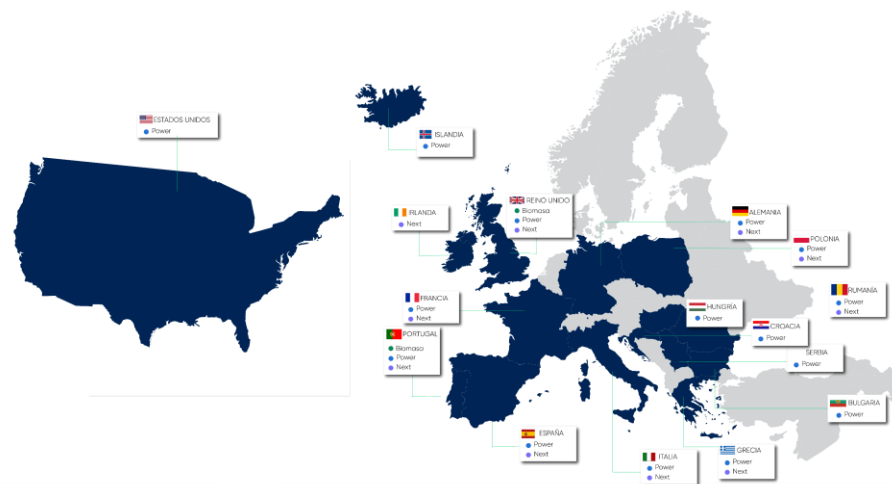 ESTADOS UNIDOS
Power
ISLANDIA
Power
IRLANDA
Next
REINO UNIDO
Biomasa
Power
Next
ALEMANIA
Power
Next
POLONIA
Power
Next
RUMANÍA
Power
Next
FRANCIA
Power
Next
HUNGRÍA
Power
CROACIA
Power
PORTUGAL
Biomasa
Power
Next
SERBIA
Power
BULGARIA
Power
ESPAÑA
Power
Next
ITALIA
Power
Next
GRECIA
Power
Next